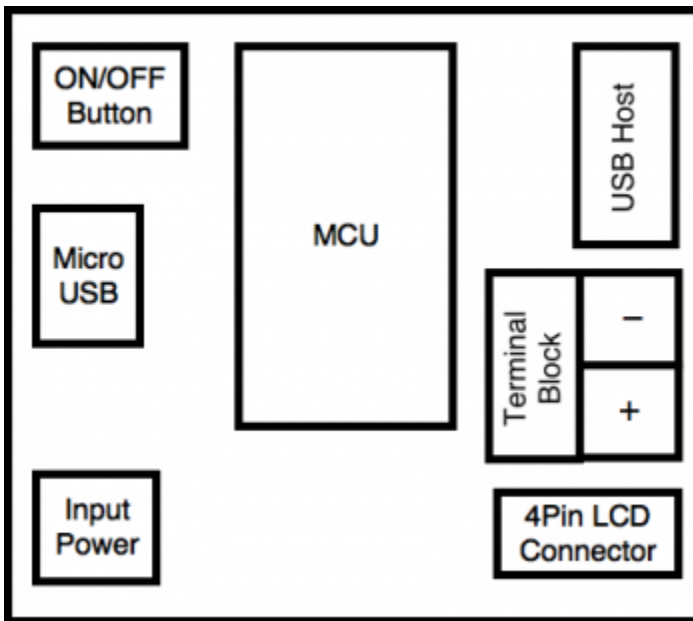 ON/OFF
Button
MCU
USB Host
Micro
USB
Terminal
Block
–
+
Input
Power
4Pin LCD
Connector